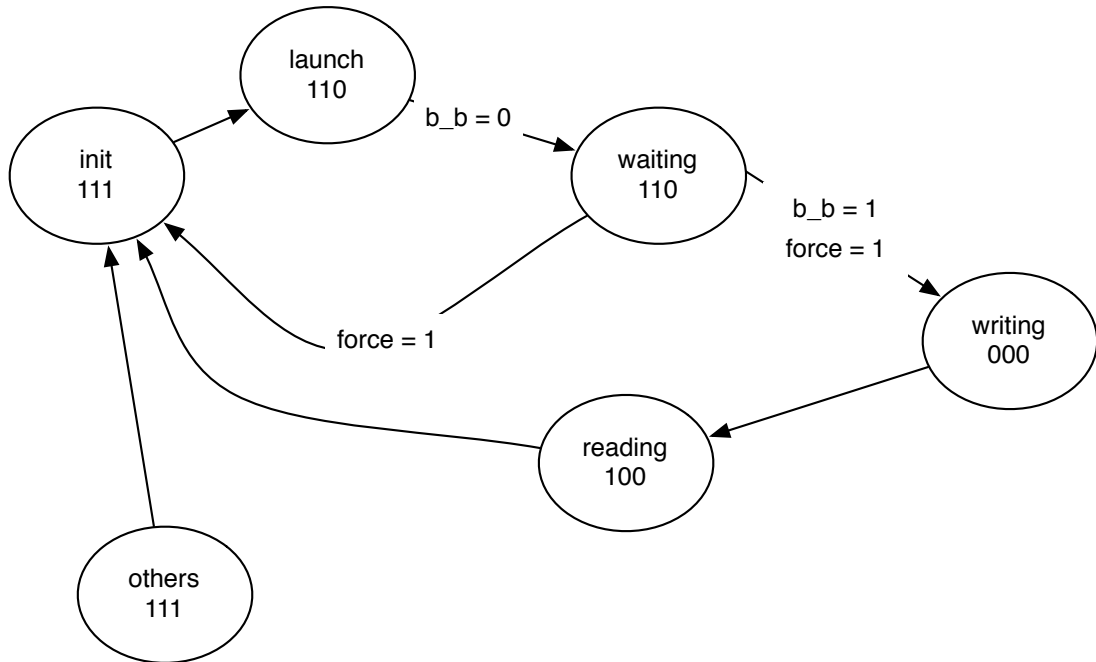 launch
110
b_b = 0
init
111
waiting
110
b_b = 1
force = 1
writing
000
force = 1
reading
100
others
111